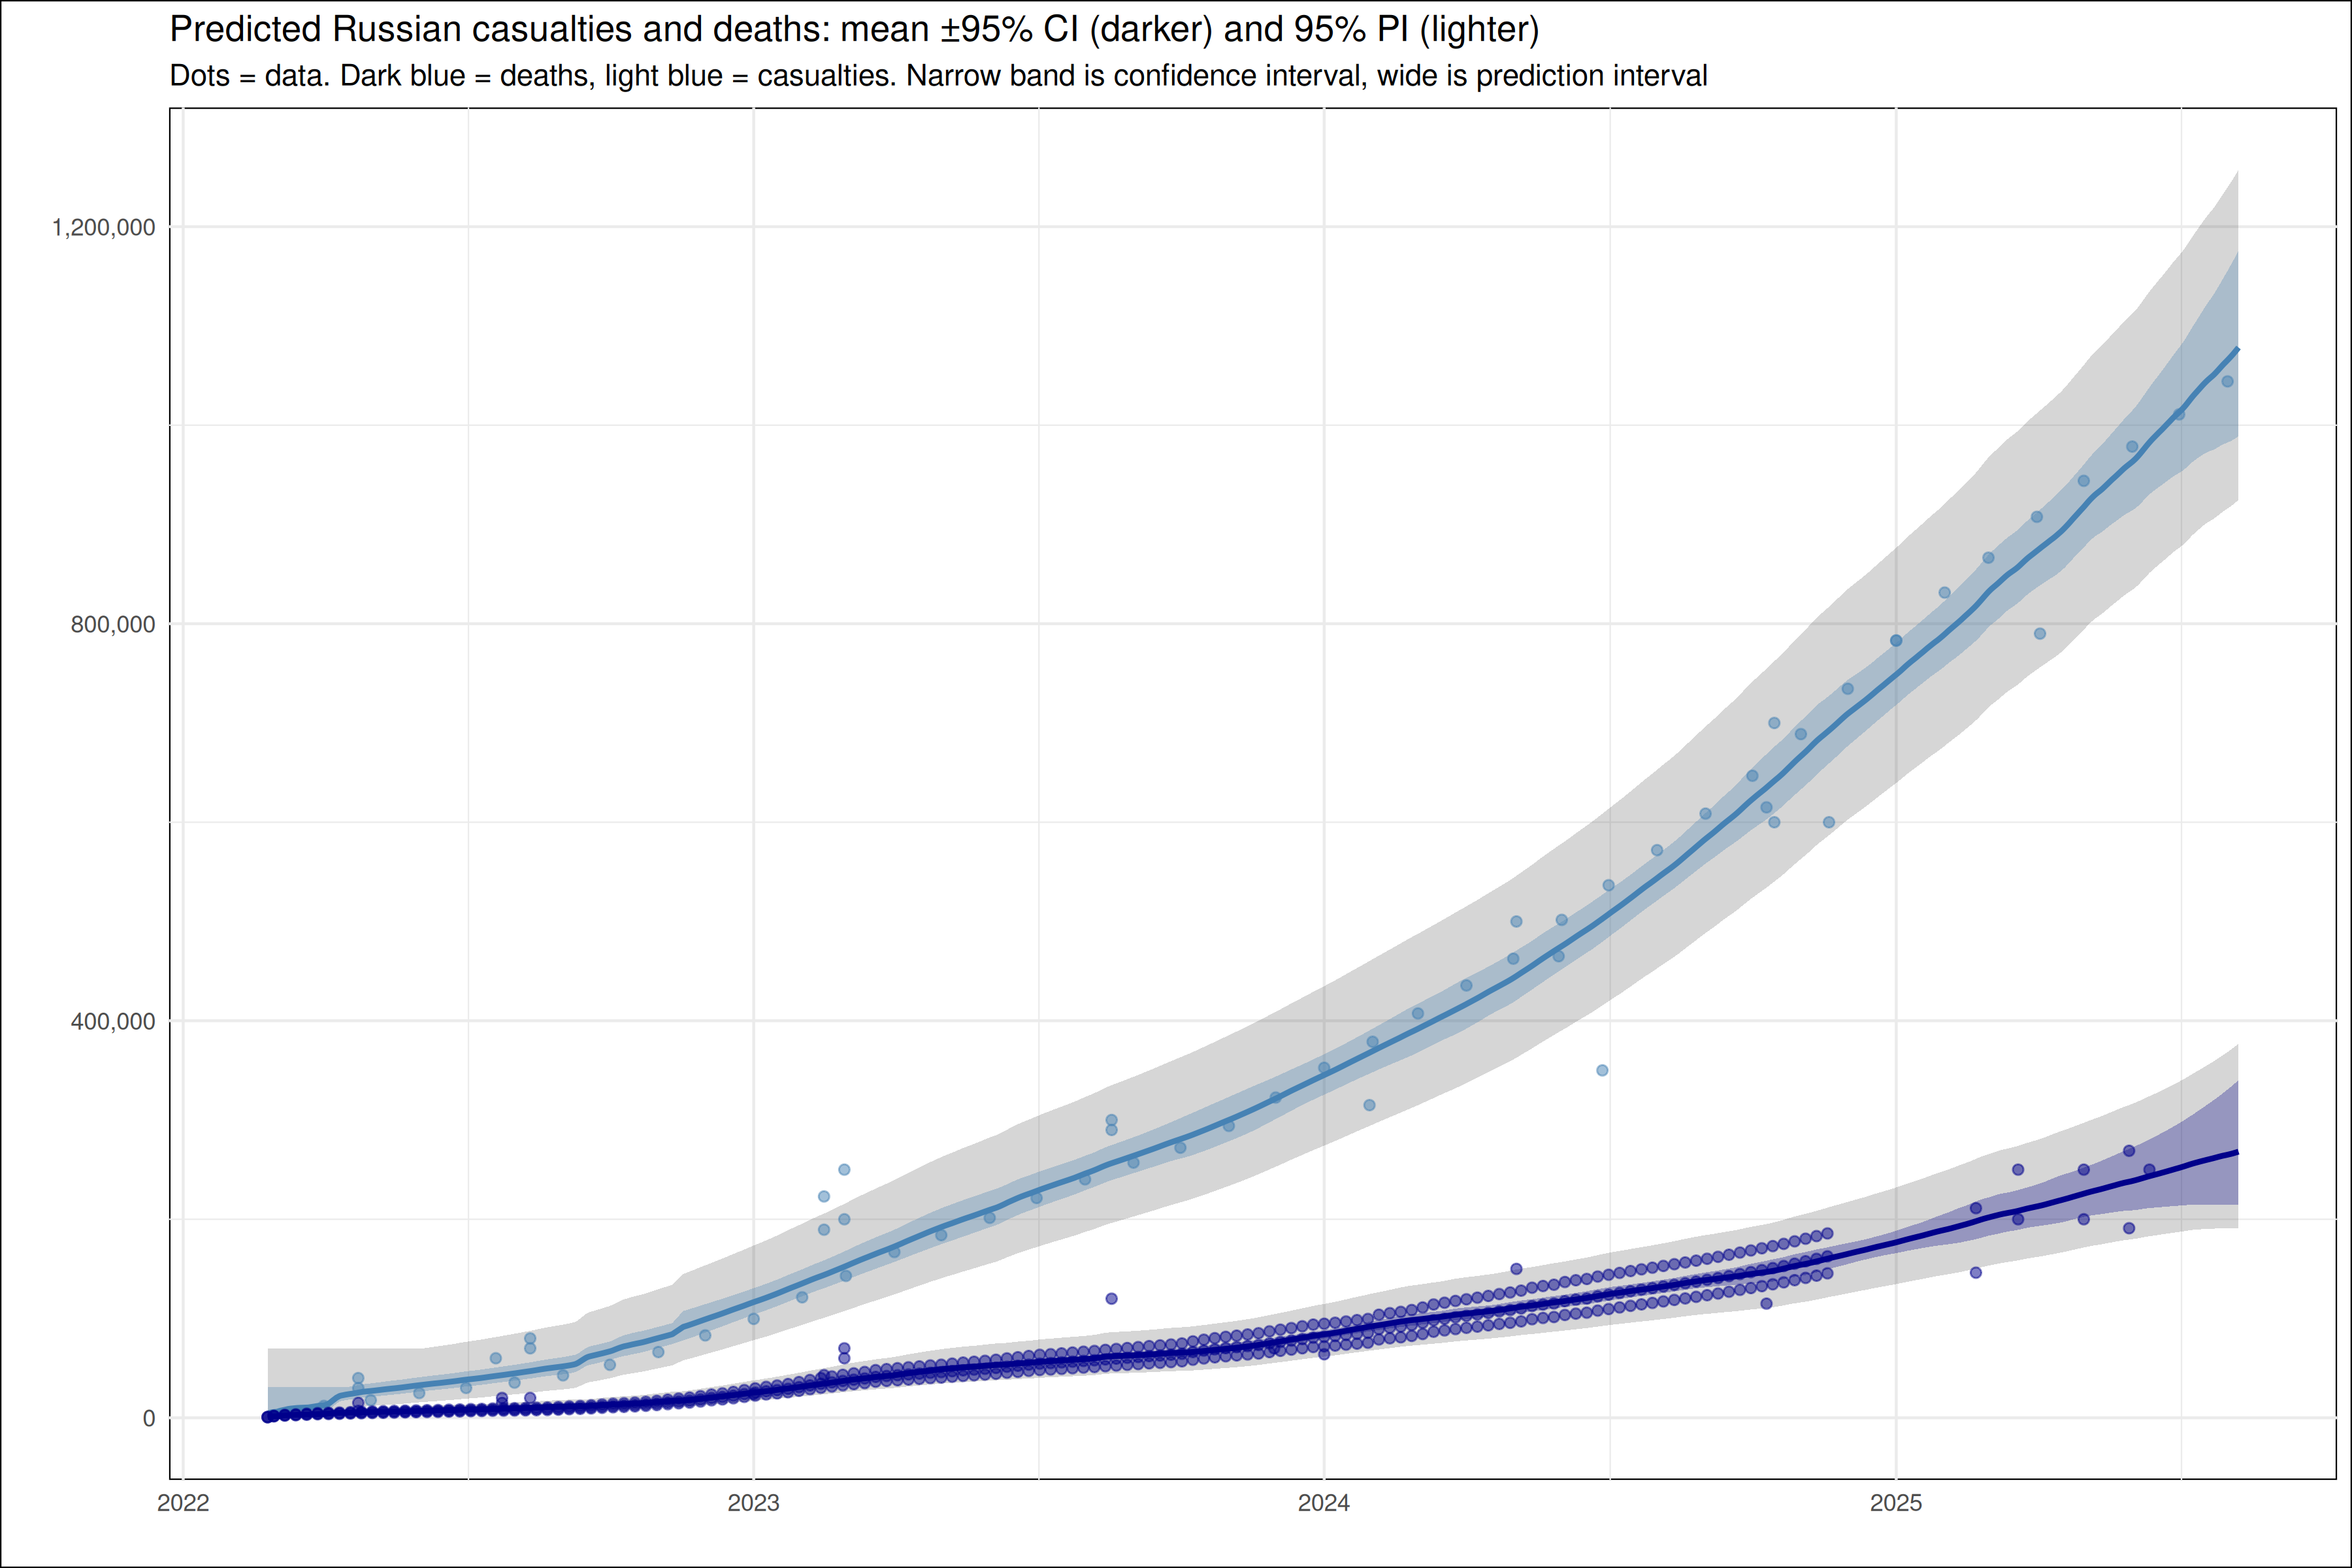 Predicted Russian casualties and deaths: mean ±95% CI (darker) and 95% PI (lighter)
Dots = data. Dark blue = deaths, light blue = casualties. Narrow band is confidence interval, wide is prediction interval
1,200,000
800,000
400,000
0
2022 2023 2024 2025